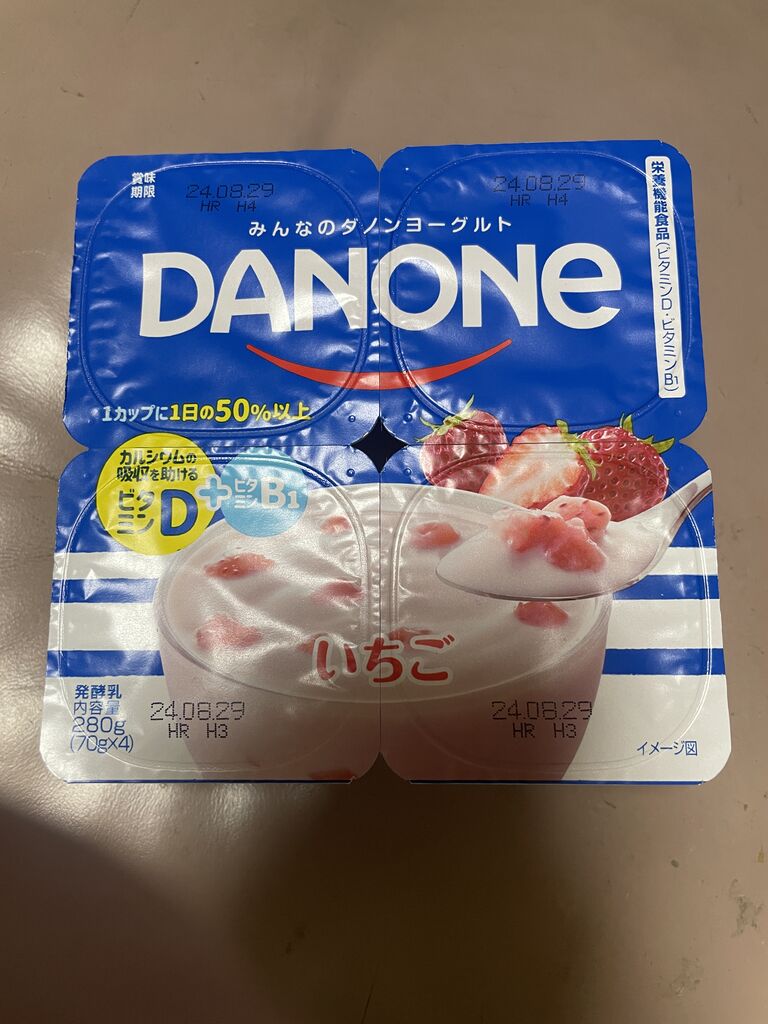 賞味
期限
24.08.29
HR H4
24.08.29
HR H4
栄養機能食品(ビタミンD・ビタミンB1)
みんなのダノンヨーグルト
DANONE
1カップに1日の50%以上
カルシウムの
吸収を助ける
ビタミンD
+ビタミンB1
いちご
発酵乳
内容量
280g
(70g×4)
24.08.29
HR H3
24.08.29
HR H3
イメージ図